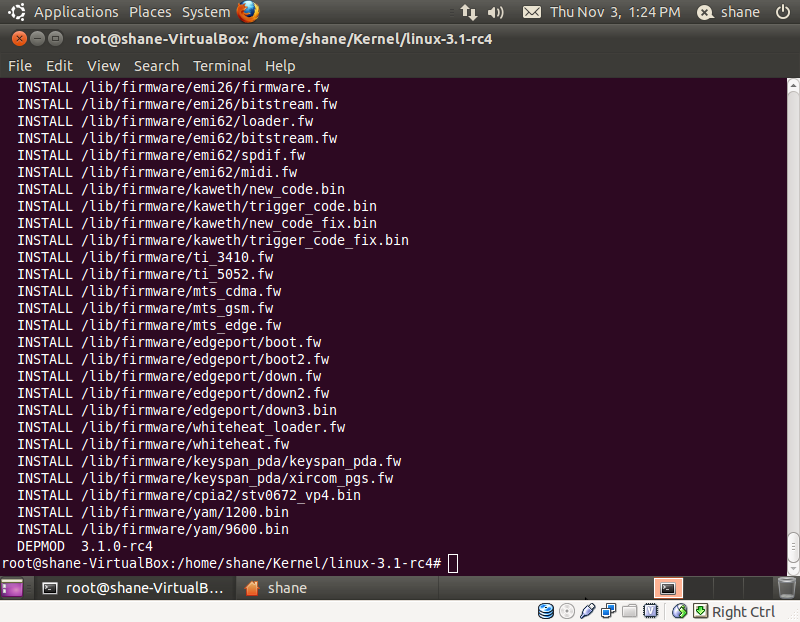 Applications Places System Thu Nov 3, 1:24 PM shane
root@shane-VirtualBox: /home/shane/Kernel/linux-3.1-rc4
File Edit View Search Terminal Help
INSTALL /lib/firmware/emi26/firmware.fw
INSTALL /lib/firmware/emi26/bitstream.fw
INSTALL /lib/firmware/emi62/loader.fw
INSTALL /lib/firmware/emi62/bitstream.fw
INSTALL /lib/firmware/emi62/spdif.fw
INSTALL /lib/firmware/emi62/midi.fw
INSTALL /lib/firmware/kaweth/new_code.bin
INSTALL /lib/firmware/kaweth/trigger_code.bin
INSTALL /lib/firmware/kaweth/new_code_fix.bin
INSTALL /lib/firmware/kaweth/trigger_code_fix.bin
INSTALL /lib/firmware/ti_3410.fw
INSTALL /lib/firmware/ti_5052.fw
INSTALL /lib/firmware/mts_cdma.fw
INSTALL /lib/firmware/mts_gsm.fw
INSTALL /lib/firmware/mts_edge.fw
INSTALL /lib/firmware/edgeport/boot.fw
INSTALL /lib/firmware/edgeport/boot2.fw
INSTALL /lib/firmware/edgeport/down.fw
INSTALL /lib/firmware/edgeport/down2.fw
INSTALL /lib/firmware/edgeport/down3.bin
INSTALL /lib/firmware/whiteheat_loader.fw
INSTALL /lib/firmware/whiteheat.fw
INSTALL /lib/firmware/keyspan_pda/keyspan_pda.fw
INSTALL /lib/firmware/keyspan_pda/xircom_pgs.fw
INSTALL /lib/firmware/cpia2/stv0672_vp4.bin
INSTALL /lib/firmware/yam/1200.bin
INSTALL /lib/firmware/yam/9600.bin
DEPMOD 3.1.0-rc4
root@shane-VirtualBox:/home/shane/Kernel/linux-3.1-rc4#
root@shane-VirtualB... shane
Right Ctrl